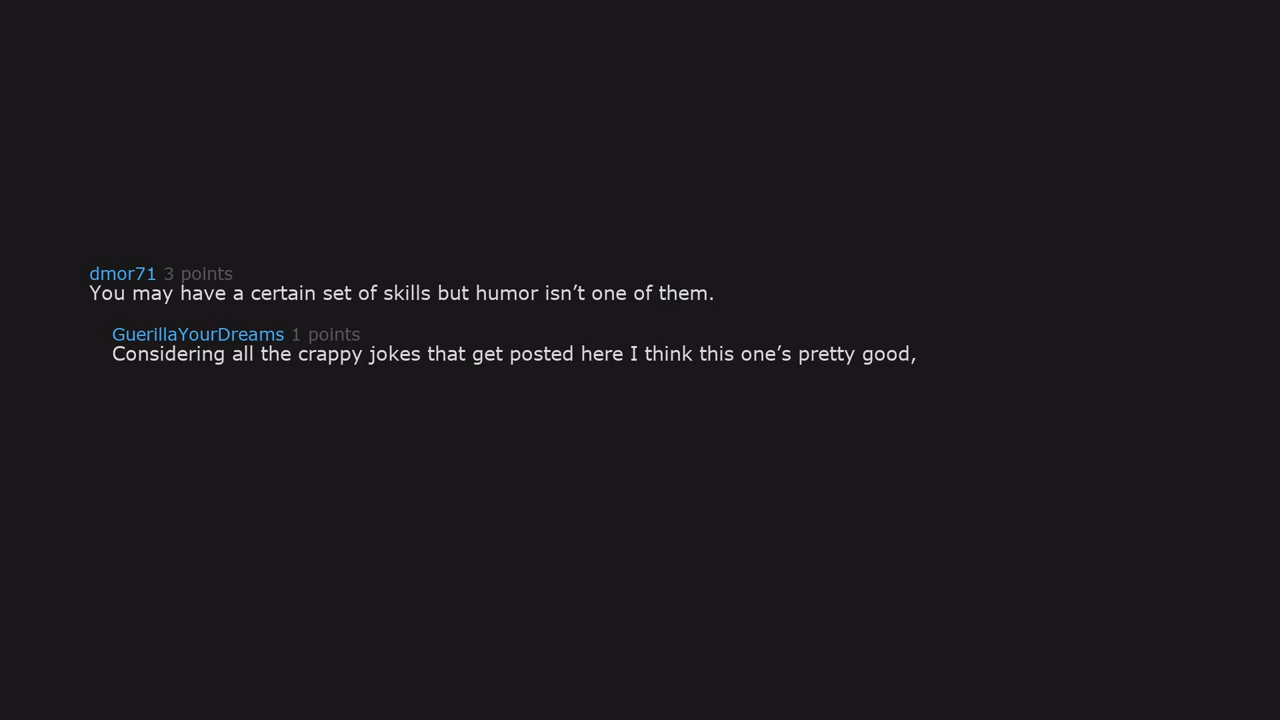 dmor71 3 points
You may have a certain set of skills but humor isn’t one of them.
GuerillaYourDreams 1 points
Considering all the crappy jokes that get posted here I think this one’s pretty good,